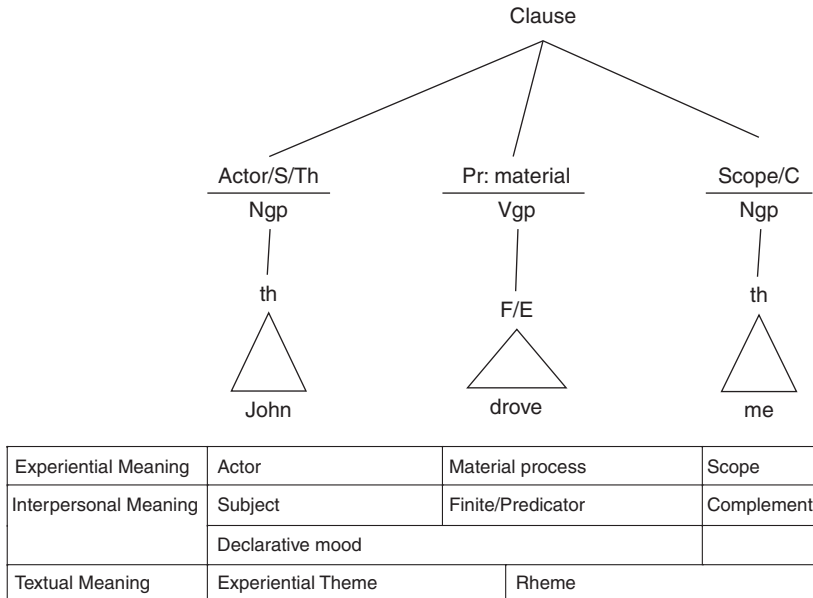 Clause
Actor/S/Th Pr: material Scope/C
Ngp Vgp Ngp
th F/E th
John drove me
Experiential Meaning Actor Material process Scope
Interpersonal Meaning Subject Finite/Predicator Complement
Declarative mood
Textual Meaning Experiential Theme Rheme